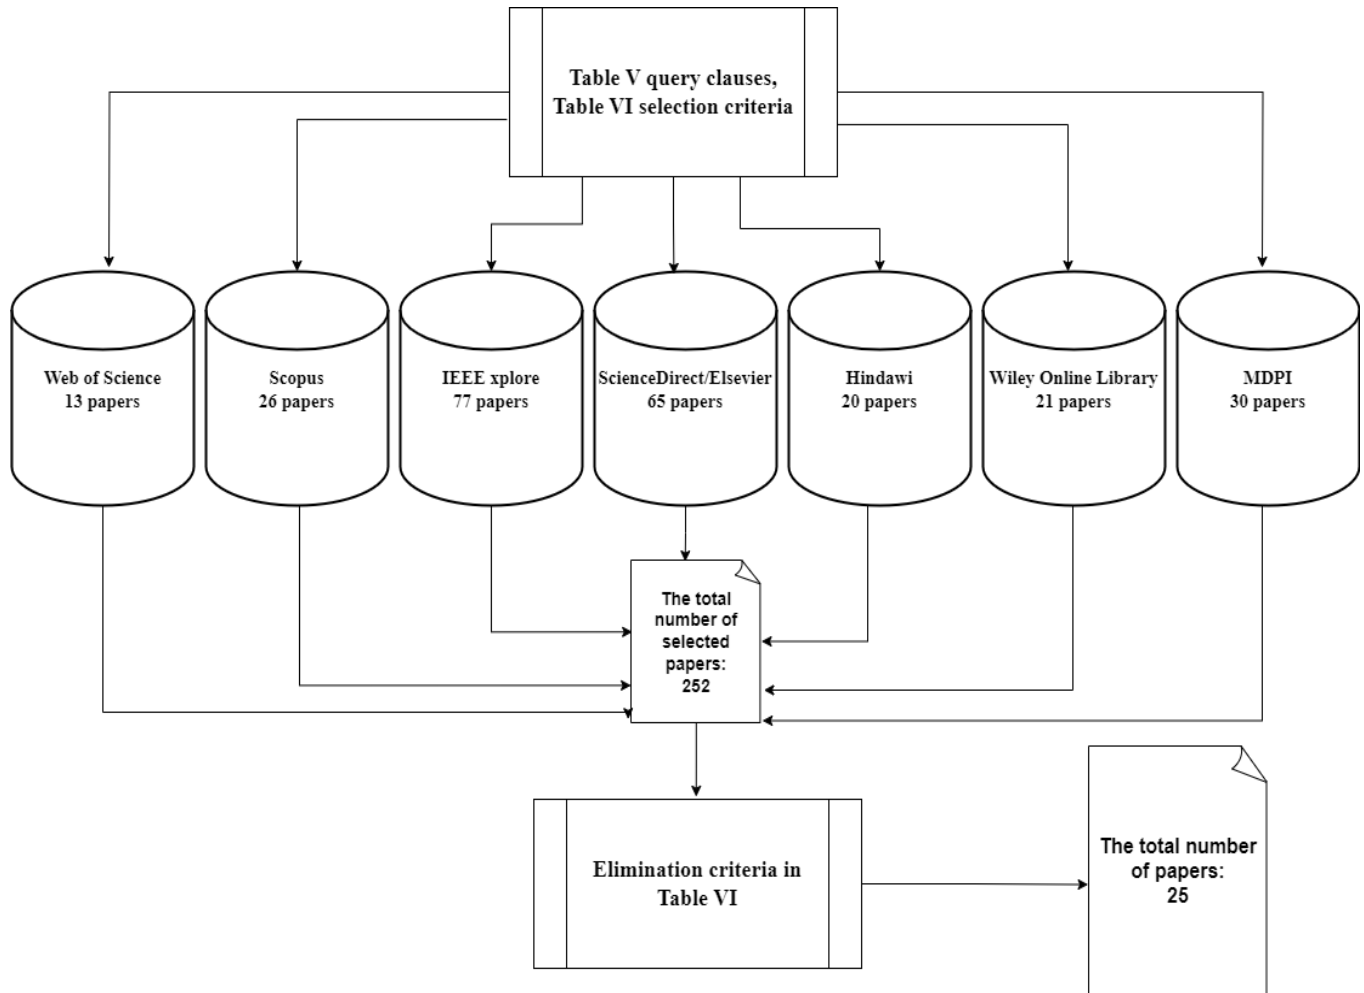 Table V query clauses,
Table VI selection criteria
Web of Science
13 papers
Scopus
26 papers
IEEE xplore
77 papers
ScienceDirect/Elsevier
65 papers
Hindawi
20 papers
Wiley Online Library
21 papers
MDPI
30 papers
The total
number of
selected
papers:
252
Elimination criteria in
Table VI
The total number
of papers:
25